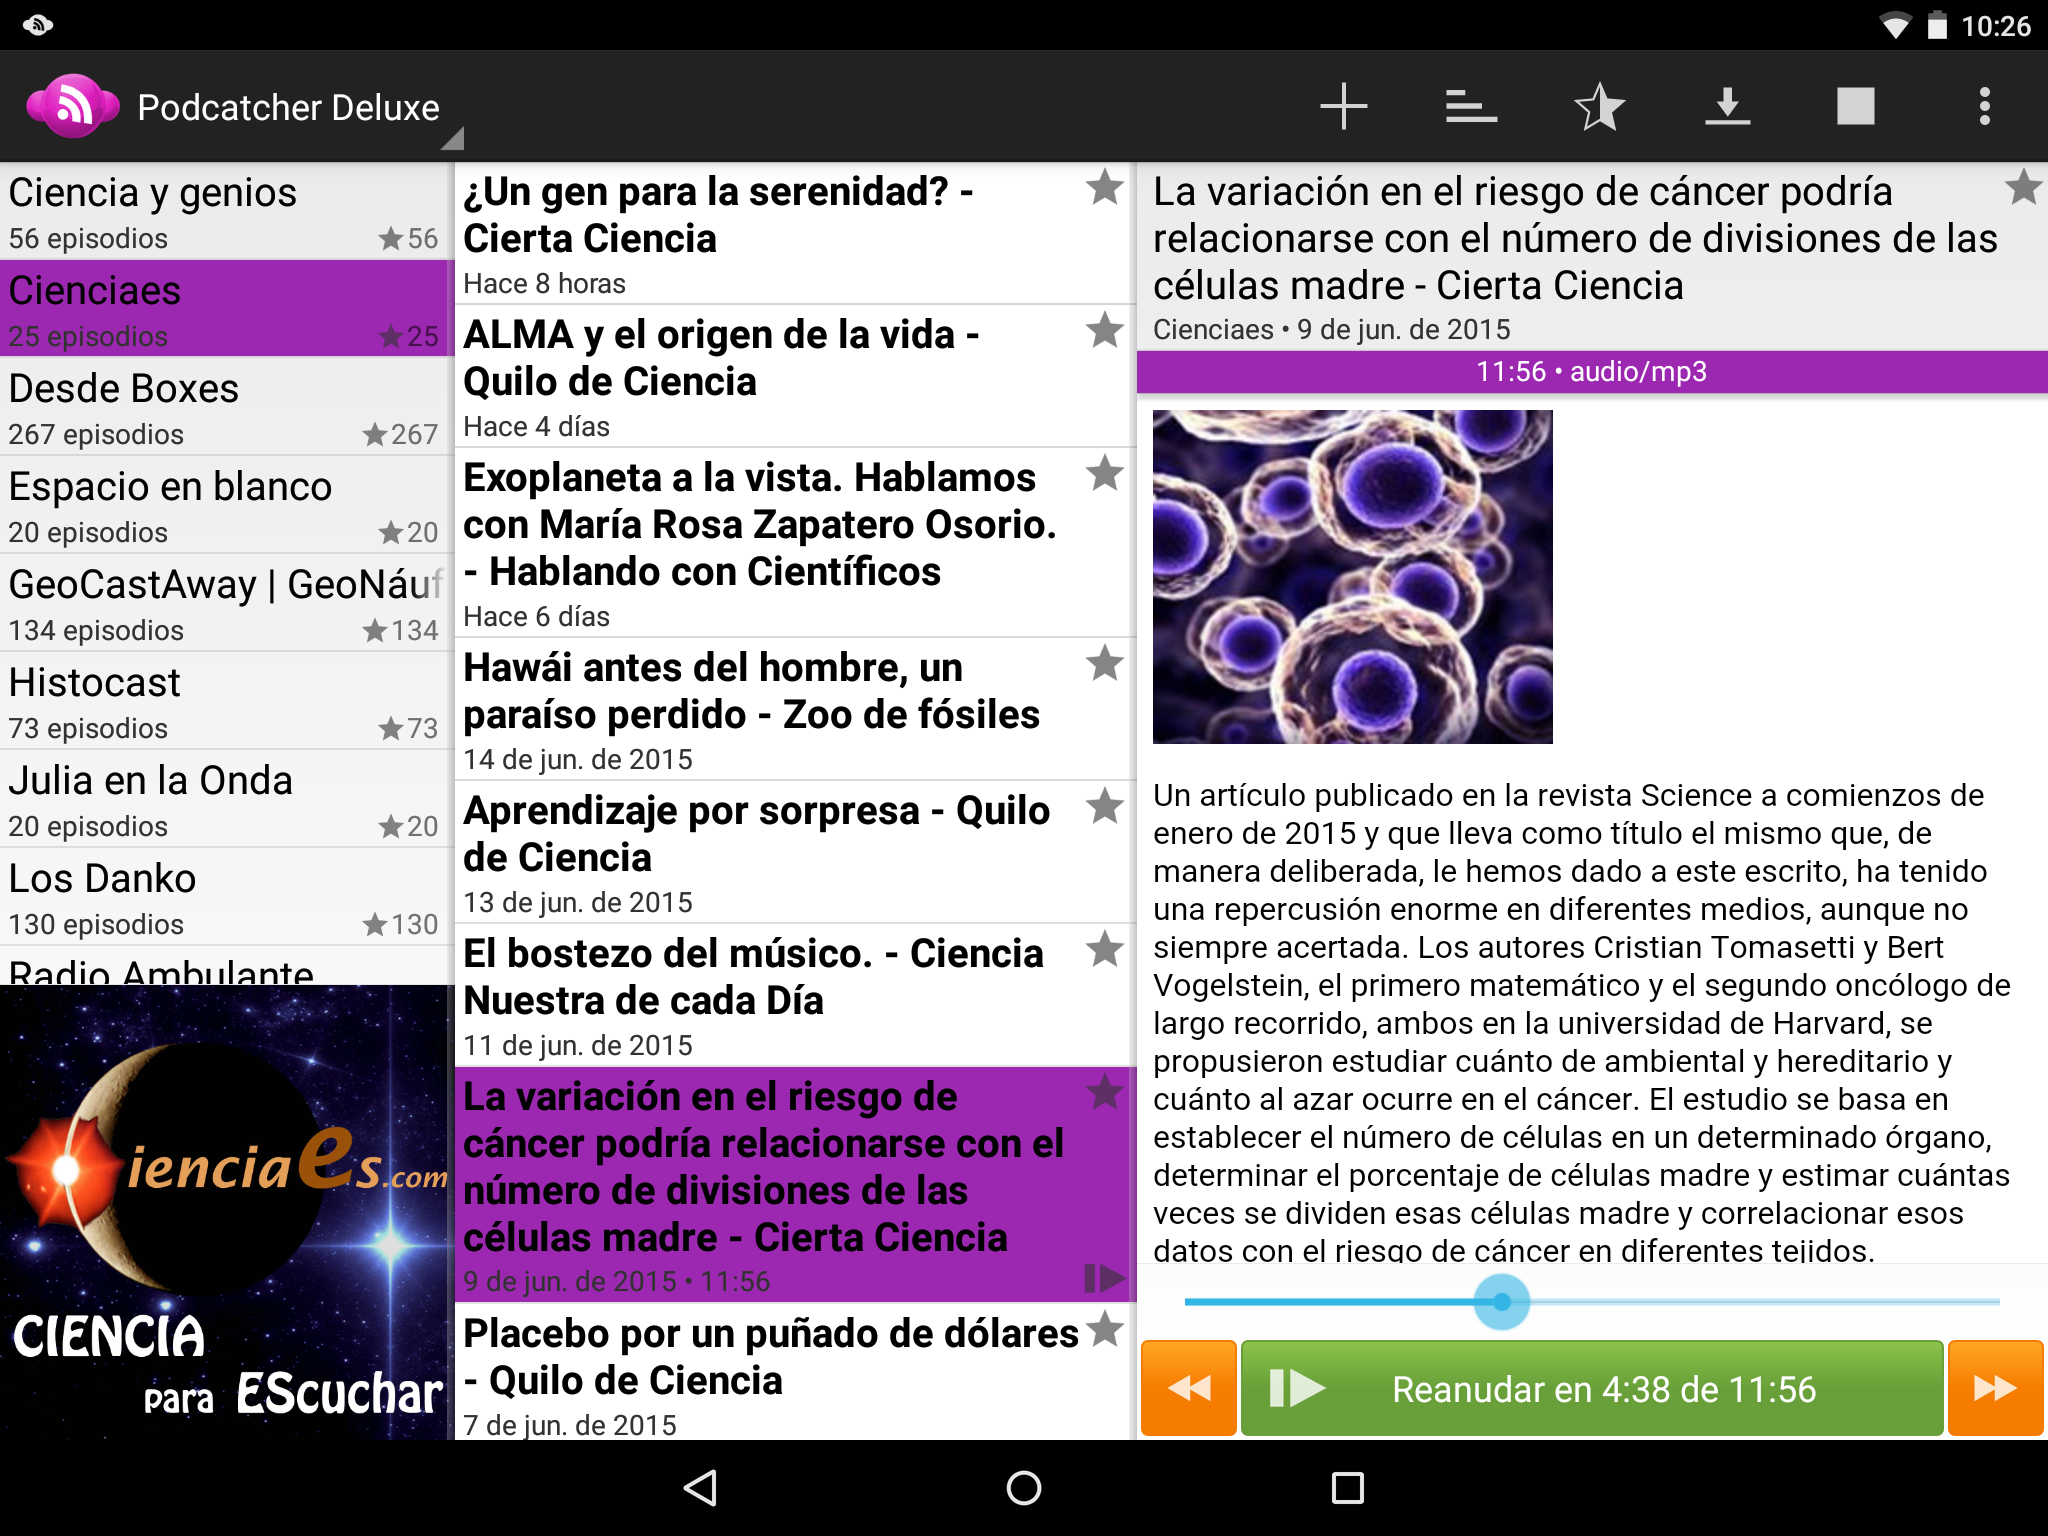 10:26
Podcatcher Deluxe
Ciencia y genios
56 episodios 56
Cienciaes
25 episodios 25
Desde Boxes
267 episodios 267
Espacio en blanco
20 episodios 20
GeoCastAway | GeoNáuf
134 episodios 134
Histocast
73 episodios 73
Julia en la Onda
20 episodios 20
Los Danko
130 episodios 130
Radio Ambulante
ienciaes.com
CIENCIA
para EScuchar
¿Un gen para la serenidad? -
Cierta Ciencia
Hace 8 horas
ALMA y el origen de la vida -
Quilo de Ciencia
Hace 4 días
Exoplaneta a la vista. Hablamos
con María Rosa Zapatero Osorio.
- Hablando con Científicos
Hace 6 días
Hawái antes del hombre, un
paraíso perdido - Zoo de fósiles
14 de jun. de 2015
Aprendizaje por sorpresa - Quilo
de Ciencia
13 de jun. de 2015
El bostezo del músico. - Ciencia
Nuestra de cada Día
11 de jun. de 2015
La variación en el riesgo de
cáncer podría relacionarse con el
número de divisiones de las
células madre - Cierta Ciencia
9 de jun. de 2015 • 11:56
Placebo por un puñado de dólares
- Quilo de Ciencia
7 de jun. de 2015
La variación en el riesgo de cáncer podría
relacionarse con el número de divisiones de las
células madre - Cierta Ciencia
Cienciaes • 9 de jun. de 2015
11:56 • audio/mp3
Un artículo publicado en la revista Science a comienzos de
enero de 2015 y que lleva como título el mismo que, de
manera deliberada, le hemos dado a este escrito, ha tenido
una repercusión enorme en diferentes medios, aunque no
siempre acertada. Los autores Cristian Tomasetti y Bert
Vogelstein, el primero matemático y el segundo oncólogo de
largo recorrido, ambos en la universidad de Harvard, se
propusieron estudiar cuánto de ambiental y hereditario y
cuánto al azar ocurre en el cáncer. El estudio se basa en
establecer el número de células en un determinado órgano,
determinar el porcentaje de células madre y estimar cuántas
veces se dividen esas células madre y correlacionar esos
datos con el riesgo de cáncer en diferentes tejidos.
Reanudar en 4:38 de 11:56